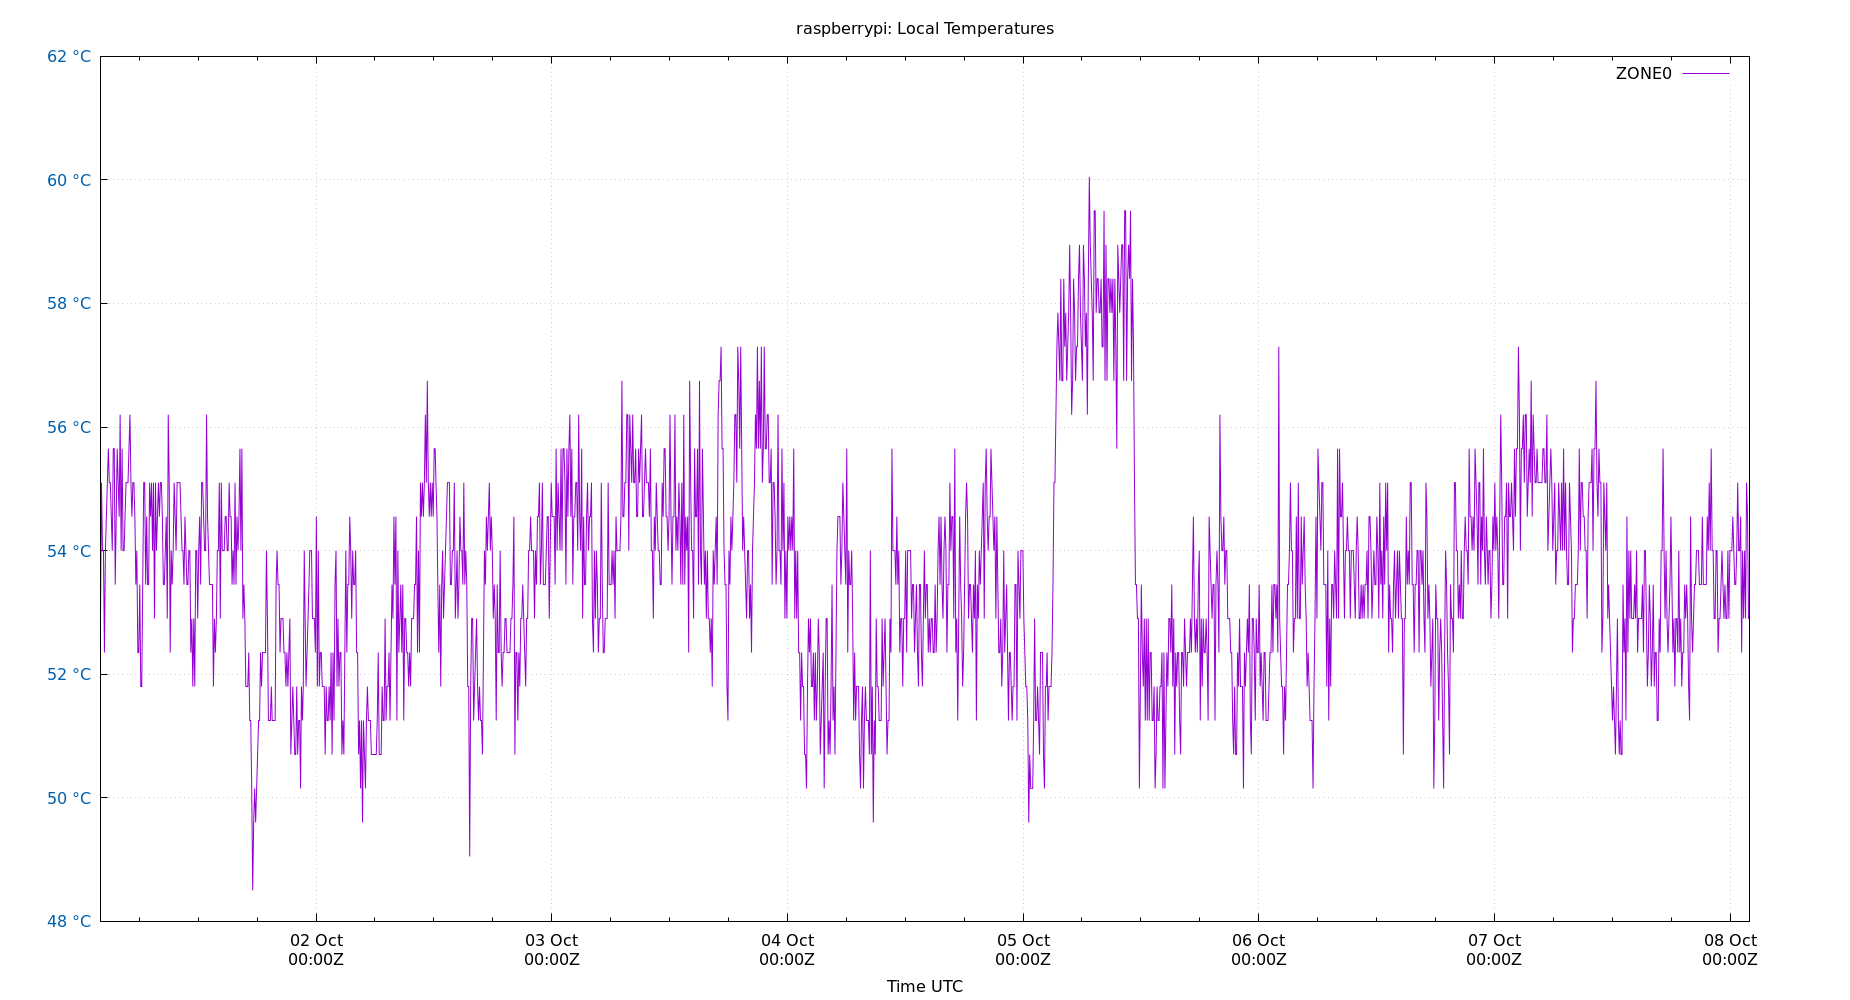 raspberrypi: Local Temperatures
62 °C
ZONE0
60 °C
58 °C
56 °C
54 °C
52 °C
50 °C
48 °C
02 Oct 03 Oct 04 Oct 05 Oct 06 Oct 07 Oct 08 Oct
00:00Z 00:00Z 00:00Z 00:00Z 00:00Z 00:00Z 00:00Z
Time UTC